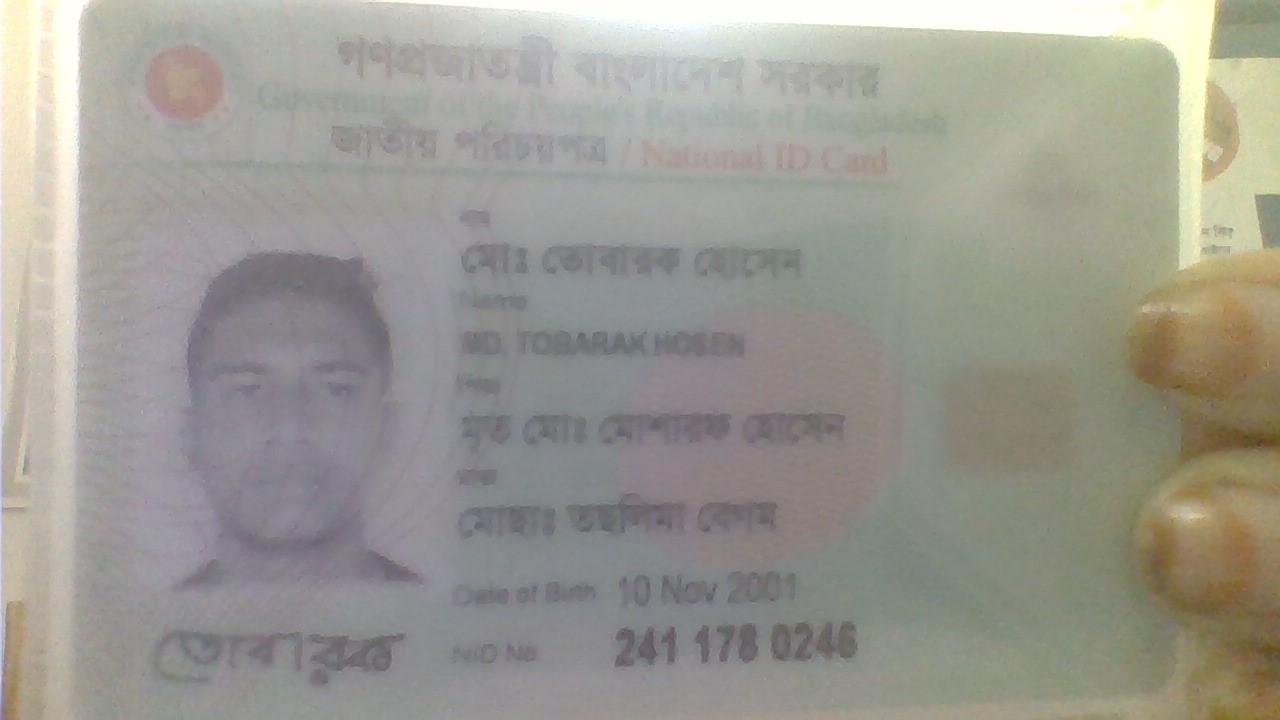 গণপ্রজাতন্ত্রী বাংলাদেশ সরকার
Government of the People's Republic of Bangladesh
জাতীয় পরিচয়পত্র / National ID Card
নাম
মোঃ তোবারক হোসেন
Name
MD. TOBARAK HOSEN
পিতা
মৃত মোঃ মোশারফ হোসেন
মাতা
মোছাঃ তছলিমা বেগম
Date of Birth 10 Nov 2001
তোবারক
NID No 241 178 0246